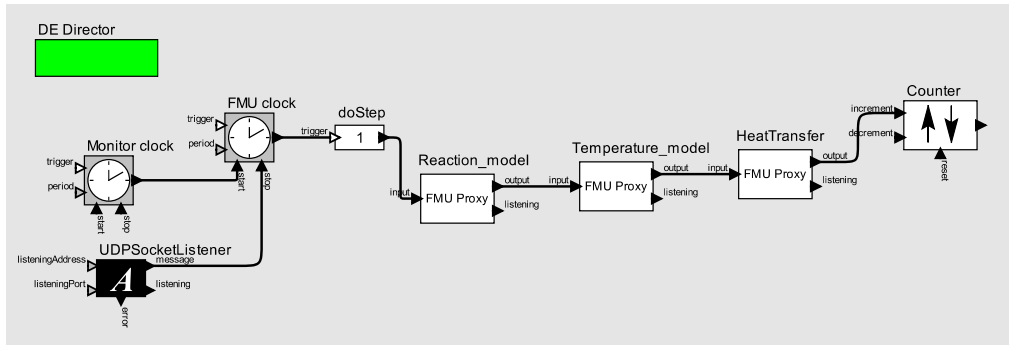 DE Director
FMU clock
trigger
period
start
stop
doStep
trigger
1
Monitor clock
trigger
period
start
stop
UDPSocketListener
listeningAddress
message
listeningPort
listening
error
A
Reaction_model
input
FMU Proxy
output
listening
Temperature_model
input
FMU Proxy
output
listening
HeatTransfer
input
FMU Proxy
output
listening
Counter
increment
decrement
reset